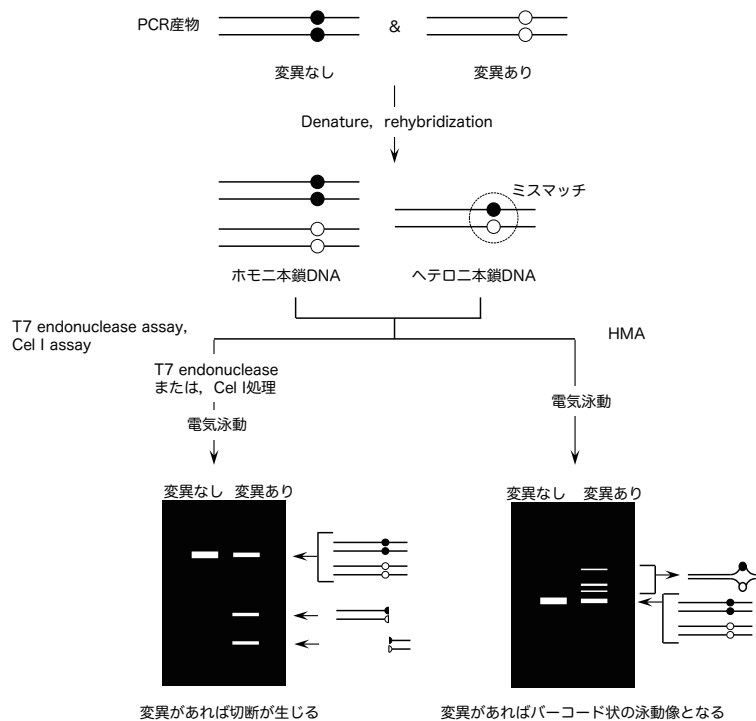 PCR産物
&
変異なし
変異あり
Denature, rehybridization
ミスマッチ
ホモ二本鎖DNA
ヘテロ二本鎖DNA
T7 endonuclease assay,
Cel I assay
HMA
T7 endonuclease
または,Cel I処理
電気泳動
電気泳動
変異なし 変異あり
変異なし 変異あり
変異があれば切断が生じる
変異があればバーコード状の泳動像となる